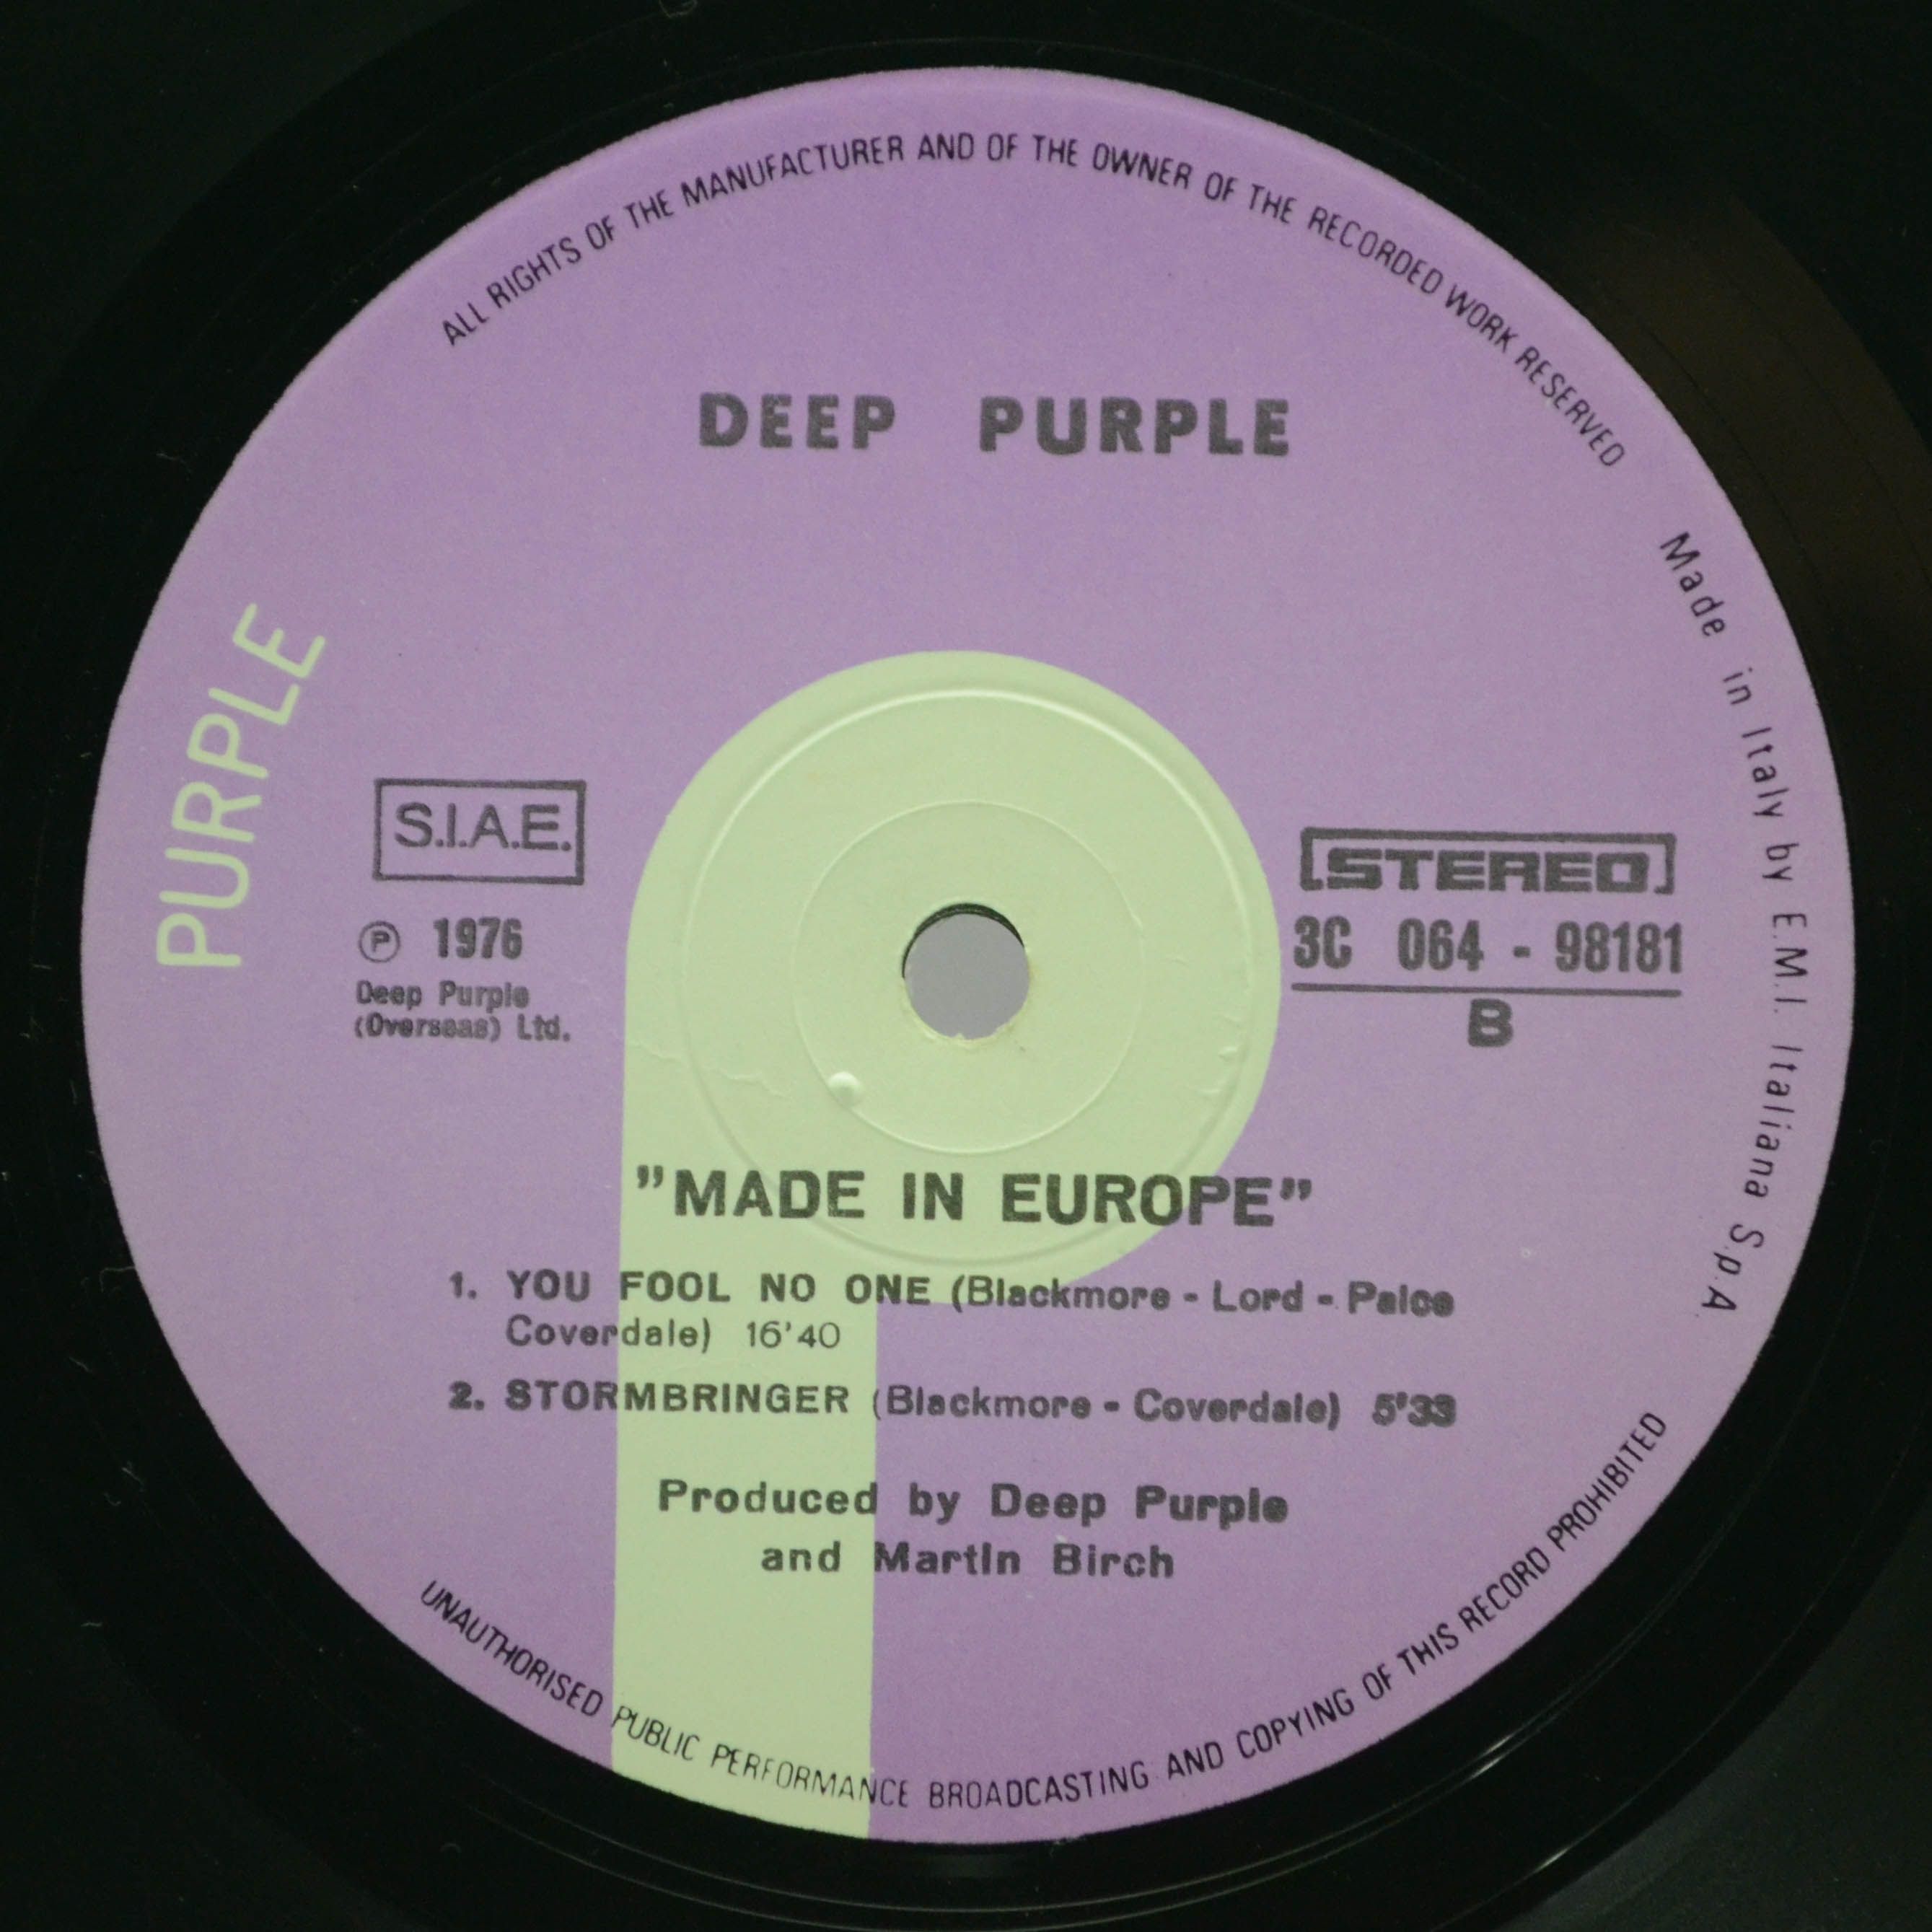 ALL RIGHTS OF THE MANUFACTURER AND OF THE OWNER OF THE RECORDED WORK RESERVED
DEEP PURPLE
PURPLE
S.I.A.E.
℗ 1976
Deep Purple
(Overseas) Ltd.
STEREO
3C 064 - 98181
B
Made in Italy by E.M.I. Italiana S.p.A.
"MADE IN EUROPE"
1. YOU FOOL NO ONE (Blackmore - Lord - Paice
Coverdale) 16'40
2. STORMBRINGER (Blackmore - Coverdale) 5'33
Produced by Deep Purple
and Martin Birch
UNAUTHORISED PUBLIC PERFORMANCE BROADCASTING AND COPYING OF THIS RECORD PROHIBITED